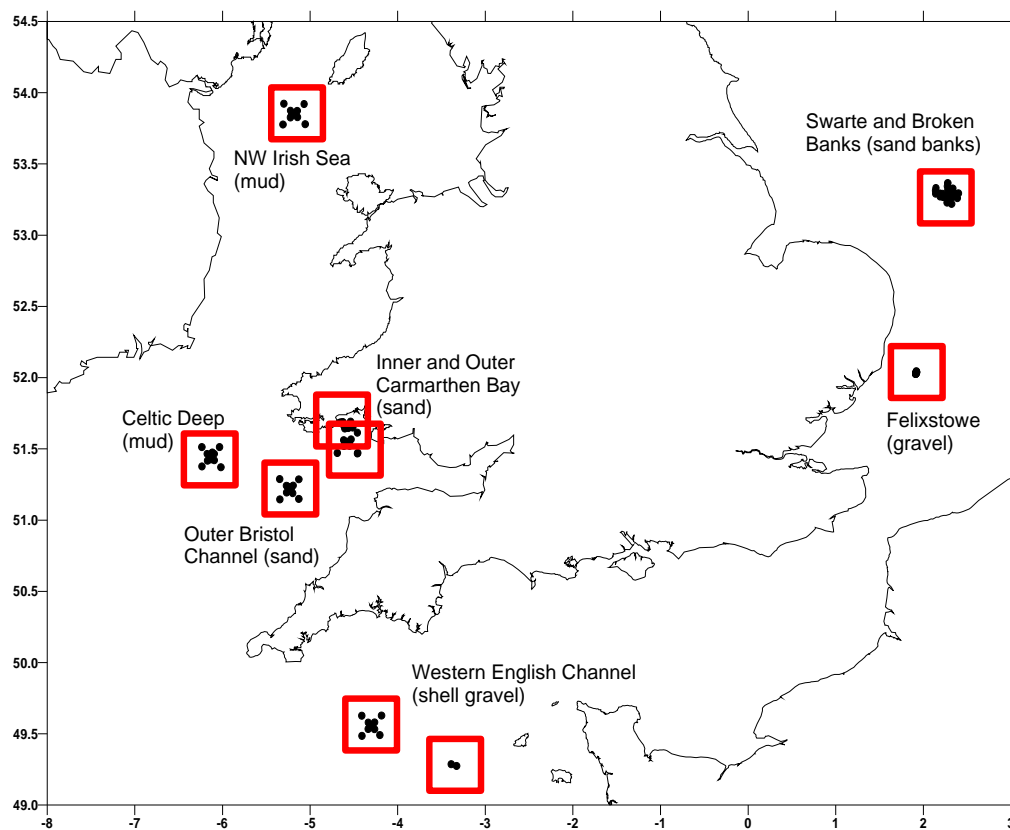 54.5
54.0
53.5
53.0
52.5
52.0
51.5
51.0
50.5
50.0
49.5
49.0
Swarte and Broken
Banks (sand banks)
NW Irish Sea
(mud)
Inner and Outer
Carmarthen Bay
(sand)
Celtic Deep
(mud)
Felixstowe
(gravel)
Outer Bristol
Channel (sand)
Western English Channel
(shell gravel)
-8 -7 -6 -5 -4 -3 -2 -1 0 1 2 3